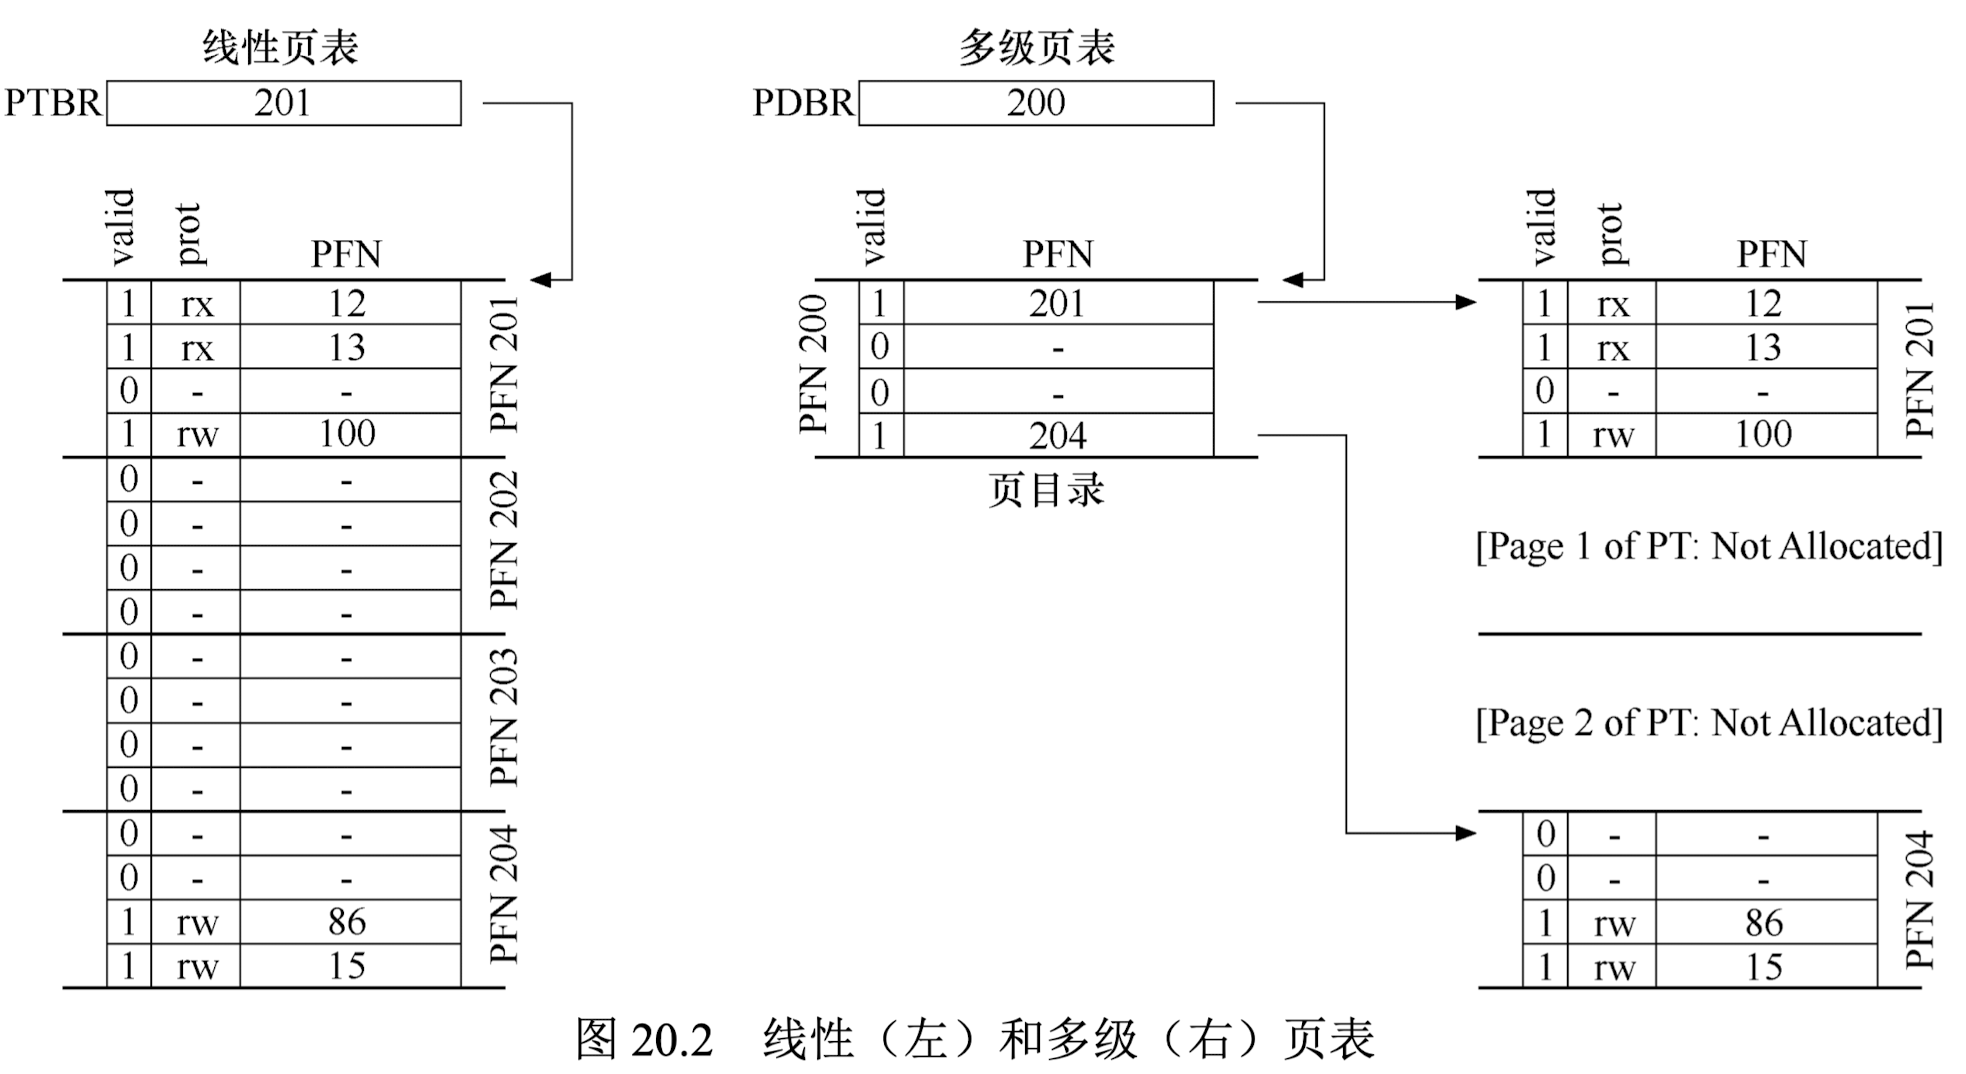 线性页表
PTBR 201
valid prot PFN
1 rx 12
1 rx 13
0 - -
1 rw 100
PFN 201
0 - -
0 - -
0 - -
0 - -
PFN 202
0 - -
0 - -
0 - -
0 - -
PFN 203
0 - -
0 - -
1 rw 86
1 rw 15
PFN 204
多级页表
PDBR 200
valid PFN
PFN 200
1 201
0 -
0 -
1 204
页目录
valid prot PFN
1 rx 12
1 rx 13
0 - -
1 rw 100
PFN 201
[Page 1 of PT: Not Allocated]
[Page 2 of PT: Not Allocated]
0 - -
0 - -
1 rw 86
1 rw 15
PFN 204
图 20.2 线性（左）和多级（右）页表